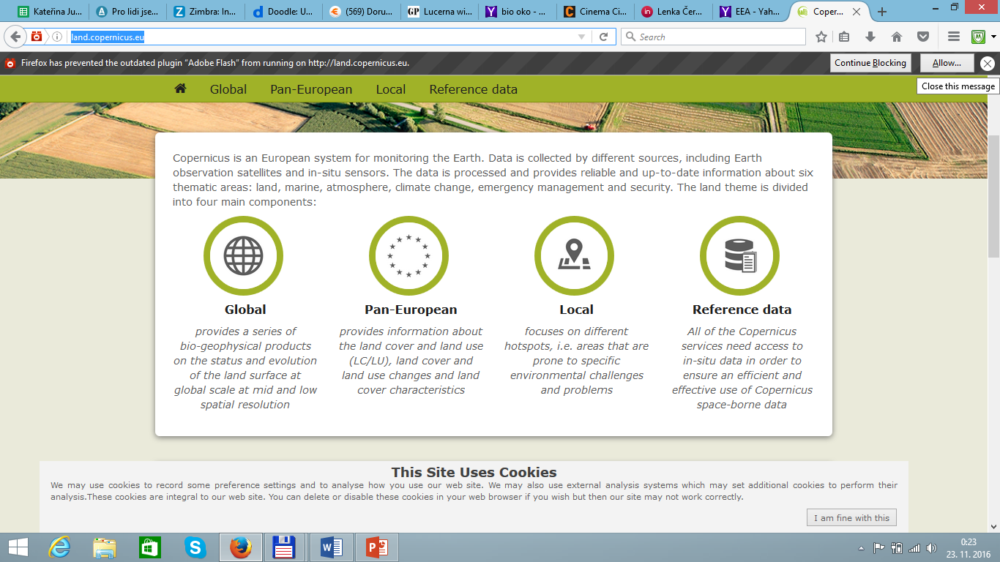 Kateřina Ju...
Pro lidi jse...
Zimbra: In...
Doodle: U...
(569) Doru...
Lucerna wi...
bio oko - ...
Cinema Ci...
Lenka Čer...
EEA - Yah...
Coper...
land.copernicus.eu
Search
Firefox has prevented the outdated plugin “Adobe Flash” from running on http://land.copernicus.eu.
Continue Blocking
Allow...
Close this message
Global
Pan-European
Local
Reference data
Copernicus is an European system for monitoring the Earth. Data is collected by different sources, including Earth
observation satellites and in-situ sensors. The data is processed and provides reliable and up-to-date information about six
thematic areas: land, marine, atmosphere, climate change, emergency management and security. The land theme is divided
into four main components:
Global
provides a series of
bio-geophysical products
on the status and evolution
of the land surface at
global scale at mid and low
spatial resolution
Pan-European
provides information about
the land cover and land use
(LC/LU), land cover and
land use changes and land
cover characteristics
Local
focuses on different
hotspots, i.e. areas that are
prone to specific
environmental challenges
and problems
Reference data
All of the Copernicus
services need access to
in-situ data in order to
ensure an efficient and
effective use of Copernicus
space-borne data
This Site Uses Cookies
We may use cookies to record some preference settings and to analyse how you use our web site. We may also use external analysis systems which may set additional cookies to perform their
analysis.These cookies are integral to our web site. You can delete or disable these cookies in your web browser if you wish but then our site may not work correctly.
I am fine with this
0:23
23. 11. 2016